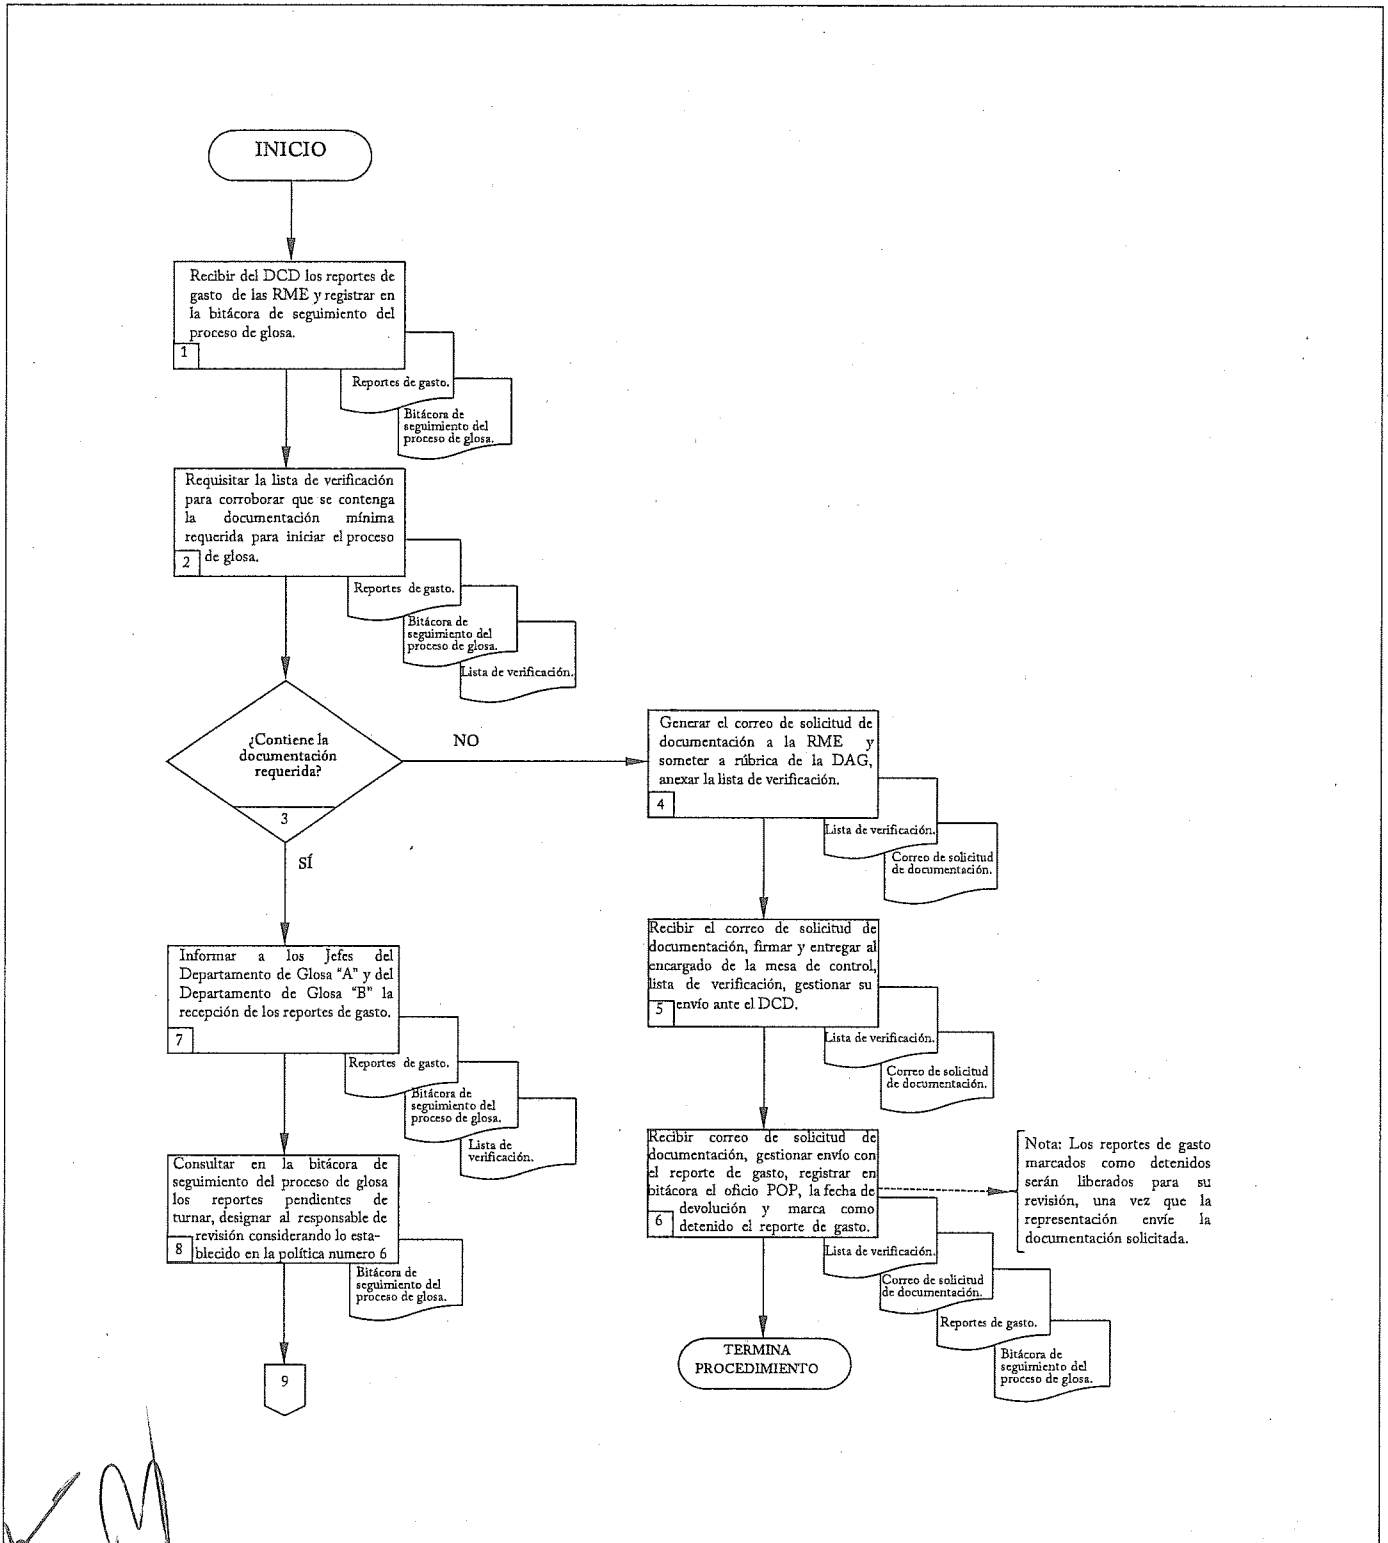 INICIO
Recibir del DCD los reportes de
gasto de las RME y registrar en
la bitácora de seguimiento del
proceso de glosa.
1
Reportes de gasto.
Bitácora de
seguimiento del
proceso de glosa.
Requisitar la lista de verificación
para corroborar que se contenga
la documentación mínima
requerida para iniciar el proceso
de glosa.
2
Reportes de gasto.
Bitácora de
seguimiento del
proceso de glosa.
Lista de verificación.
¿Contiene la
documentación
requerida?
3
NO
SÍ
Generar el correo de solicitud de
documentación a la RME y
someter a rúbrica de la DAG,
anexar la lista de verificación.
4
Lista de verificación.
Correo de solicitud
de documentación.
Recibir el correo de solicitud de
documentación, firmar y entregar al
encargado de la mesa de control,
lista de verificación, gestionar su
envío ante el DCD.
5
Lista de verificación.
Correo de solicitud
de documentación.
Recibir correo de solicitud de
documentación, gestionar envío con
el reporte de gasto, registrar en
bitácora el oficio POP, la fecha de
devolución y marca como
detenido el reporte de gasto.
6
Lista de verificación.
Correo de solicitud
de documentación.
Reportes de gasto.
Bitácora de
seguimiento del
proceso de glosa.
Nota: Los reportes de gasto
marcados como detenidos
serán liberados para su
revisión, una vez que la
representación envíe la
documentación solicitada.
TERMINA
PROCEDIMIENTO
Informar a los Jefes del
Departamento de Glosa "A" y del
Departamento de Glosa "B" la
recepción de los reportes de gasto.
7
Reportes de gasto.
Bitácora de
seguimiento del
proceso de glosa.
Lista de
verificación.
Consultar en la bitácora de
seguimiento del proceso de glosa
los reportes pendientes de
turnar, designar al responsable de
revisión considerando lo esta-
blecido en la política numero 6
8
Bitácora de
seguimiento del
proceso de glosa.
9